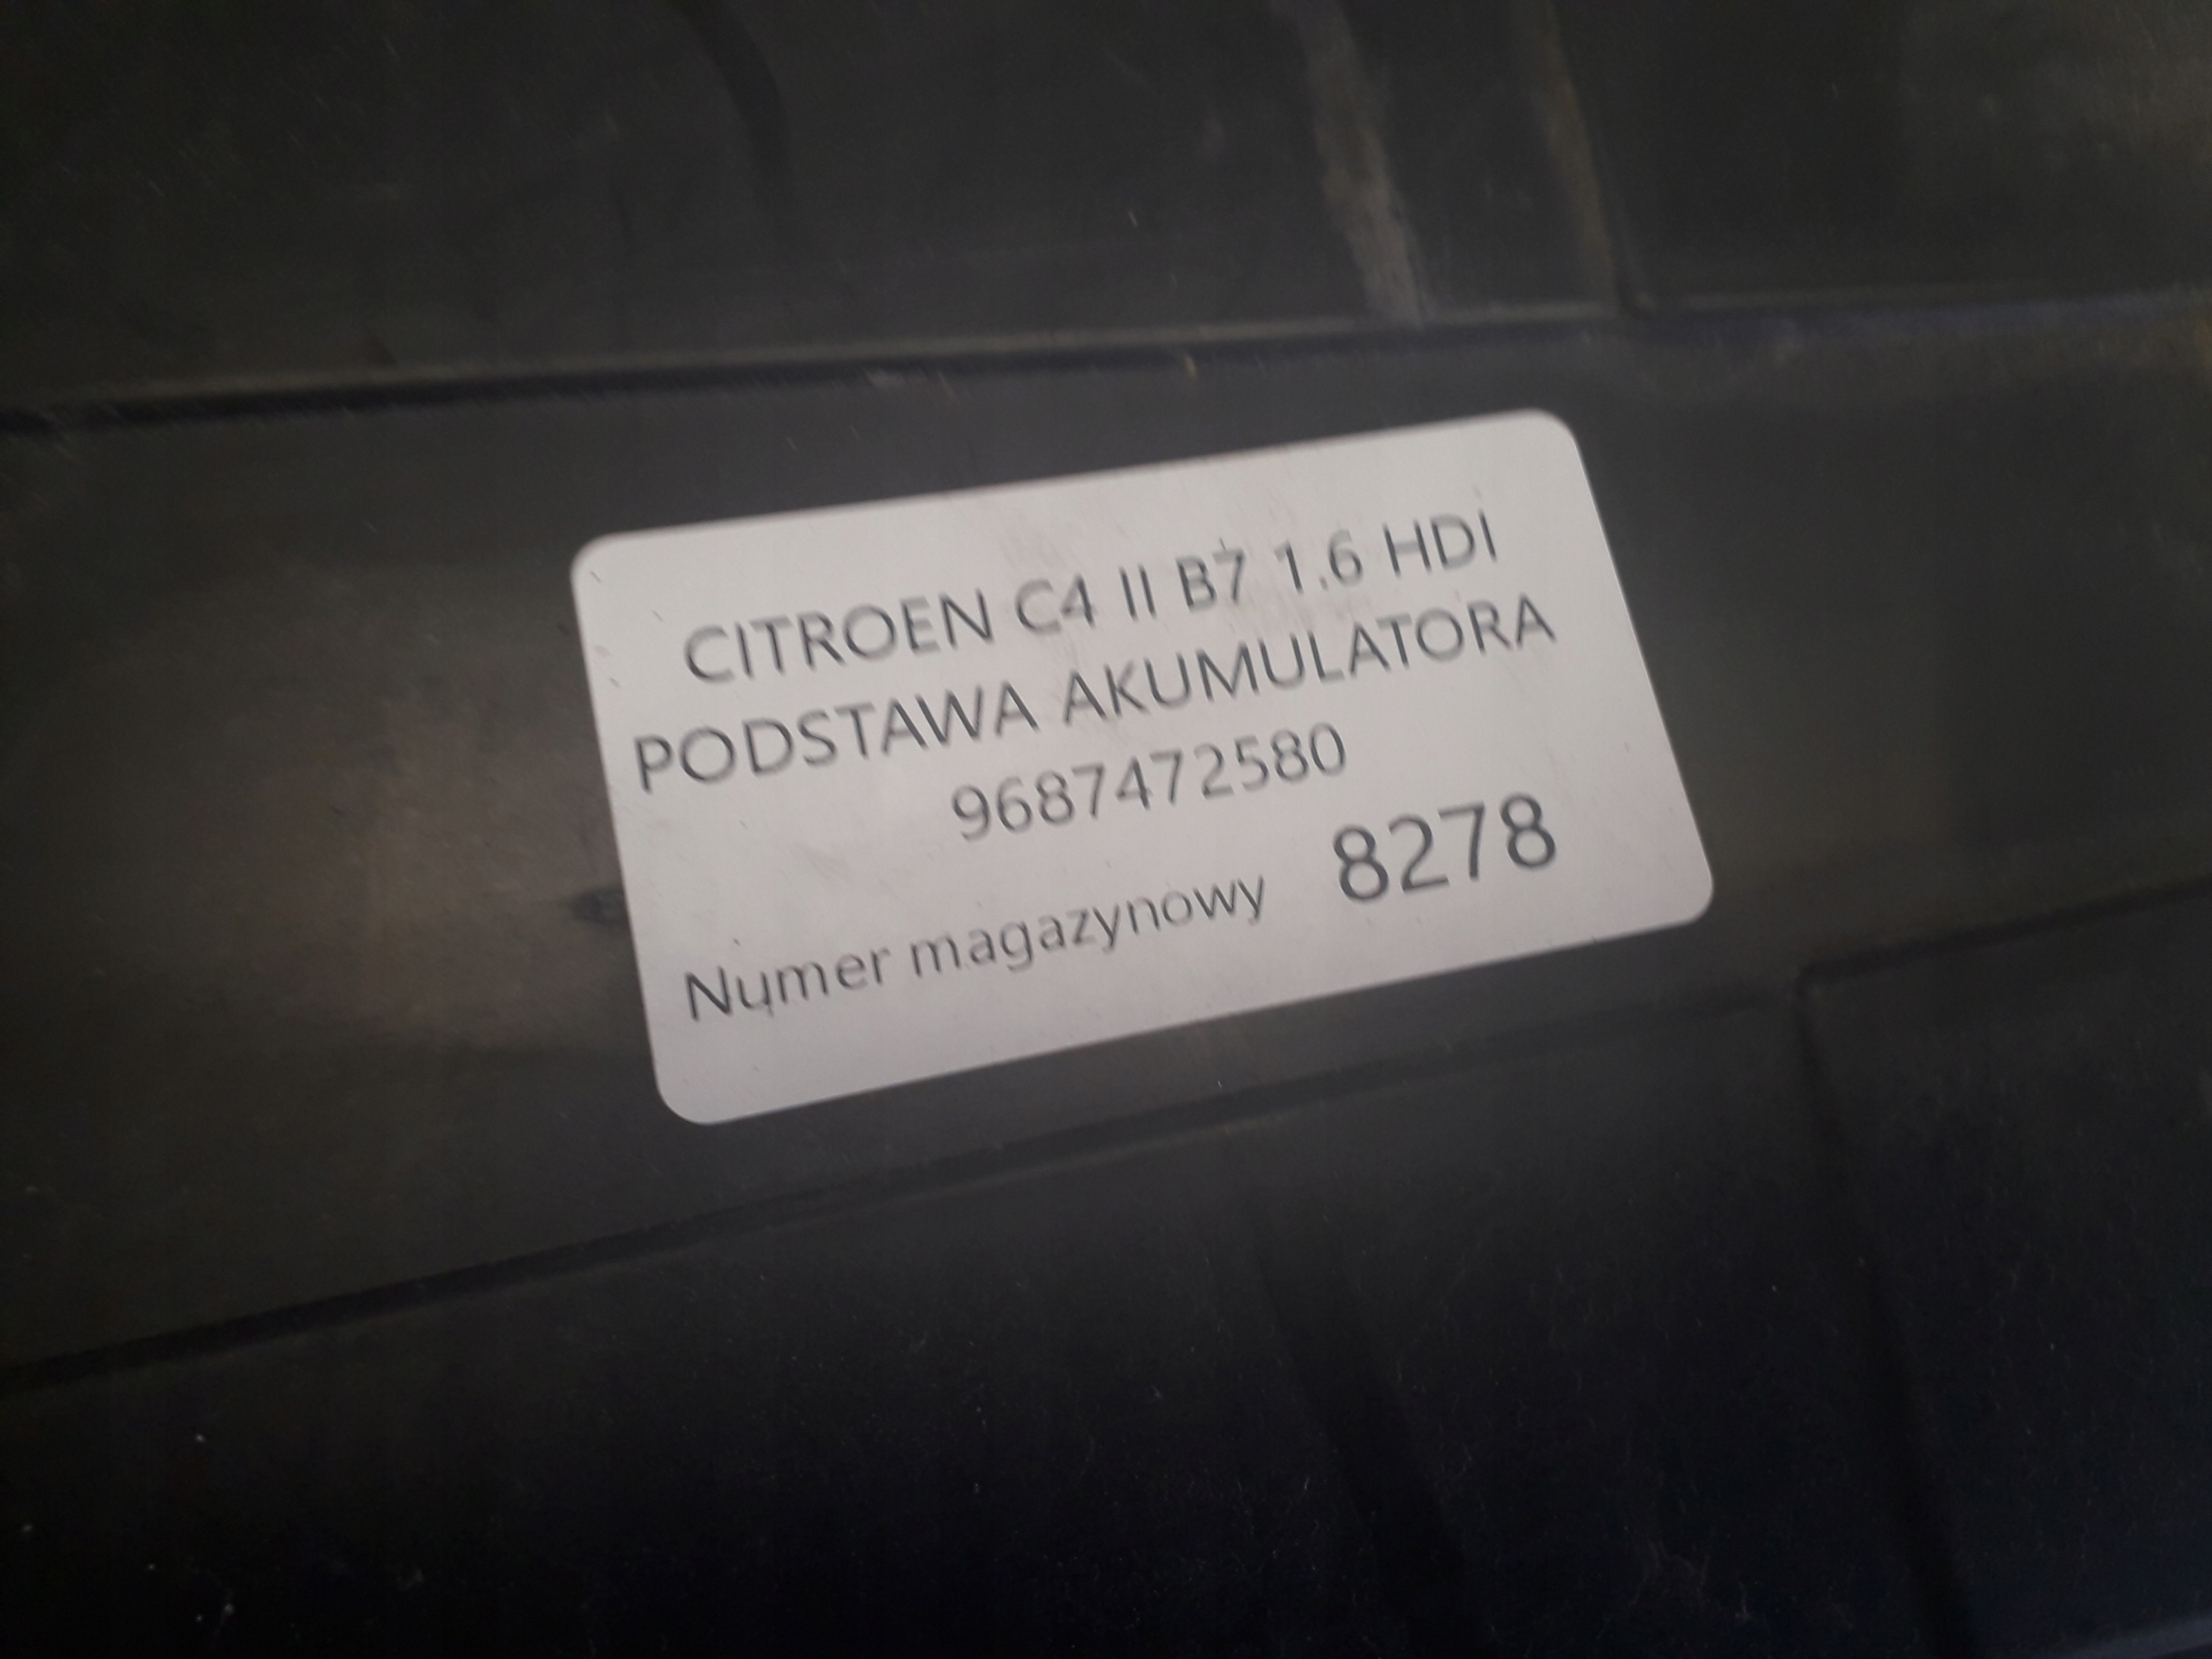 CITROEN C4 II B7 1.6 HDI
PODSTAWA AKUMULATORA
9687472580
Numer magazynowy 8278